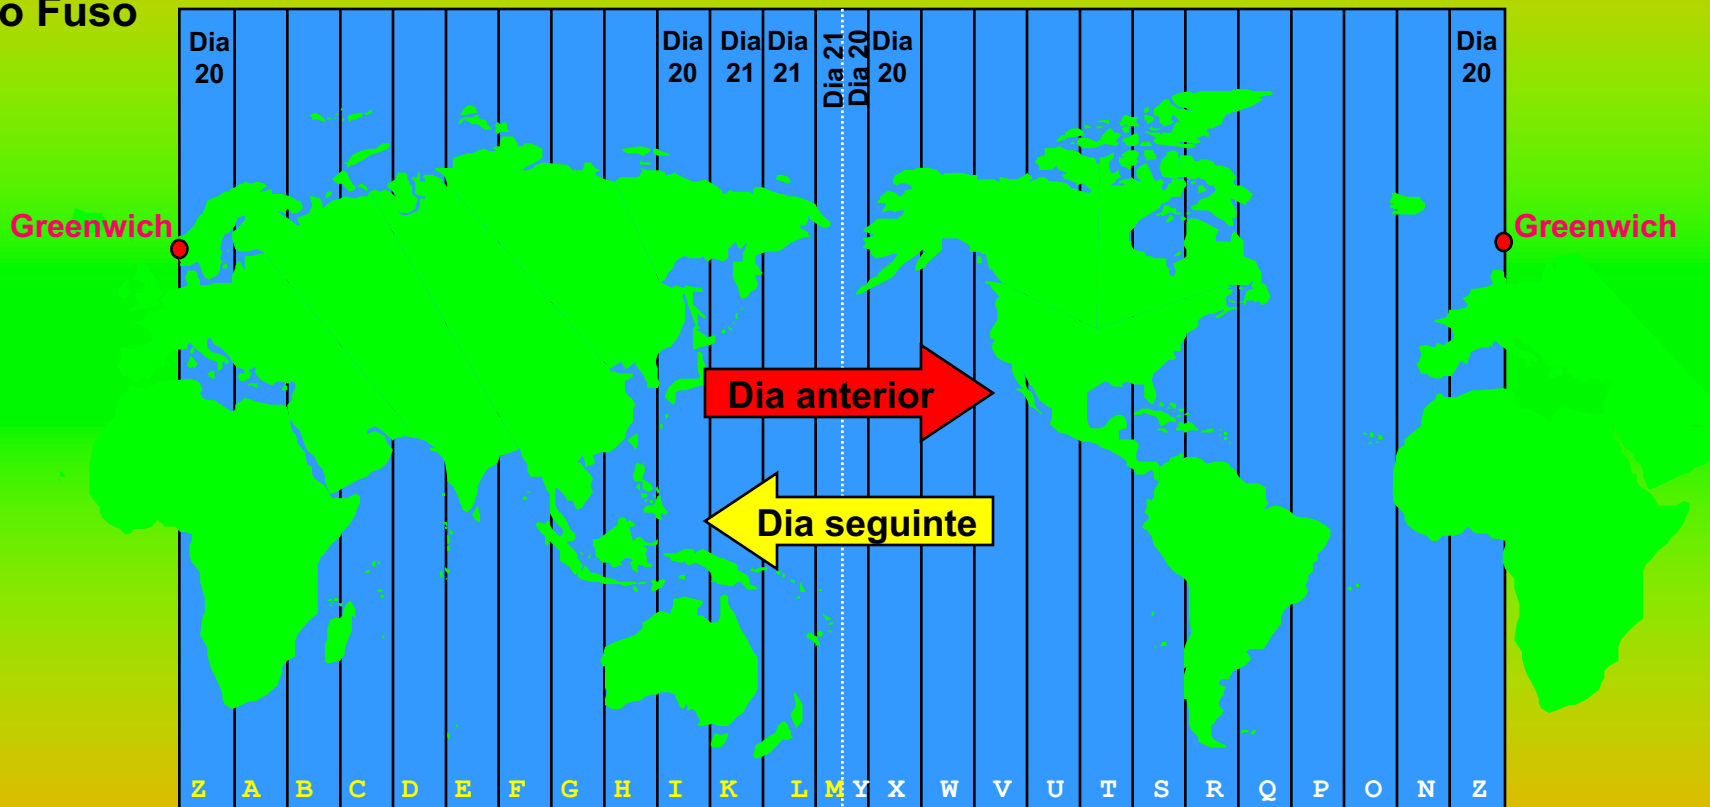 o Fuso
Dia 20
Dia 20
Dia 21
Dia 21
Dia 21
Dia 20
Dia 20
Dia 20
Greenwich
Greenwich
Dia anterior
Dia seguinte
Z A B C D E F G H I K L M Y X W V U T S R Q P O N Z